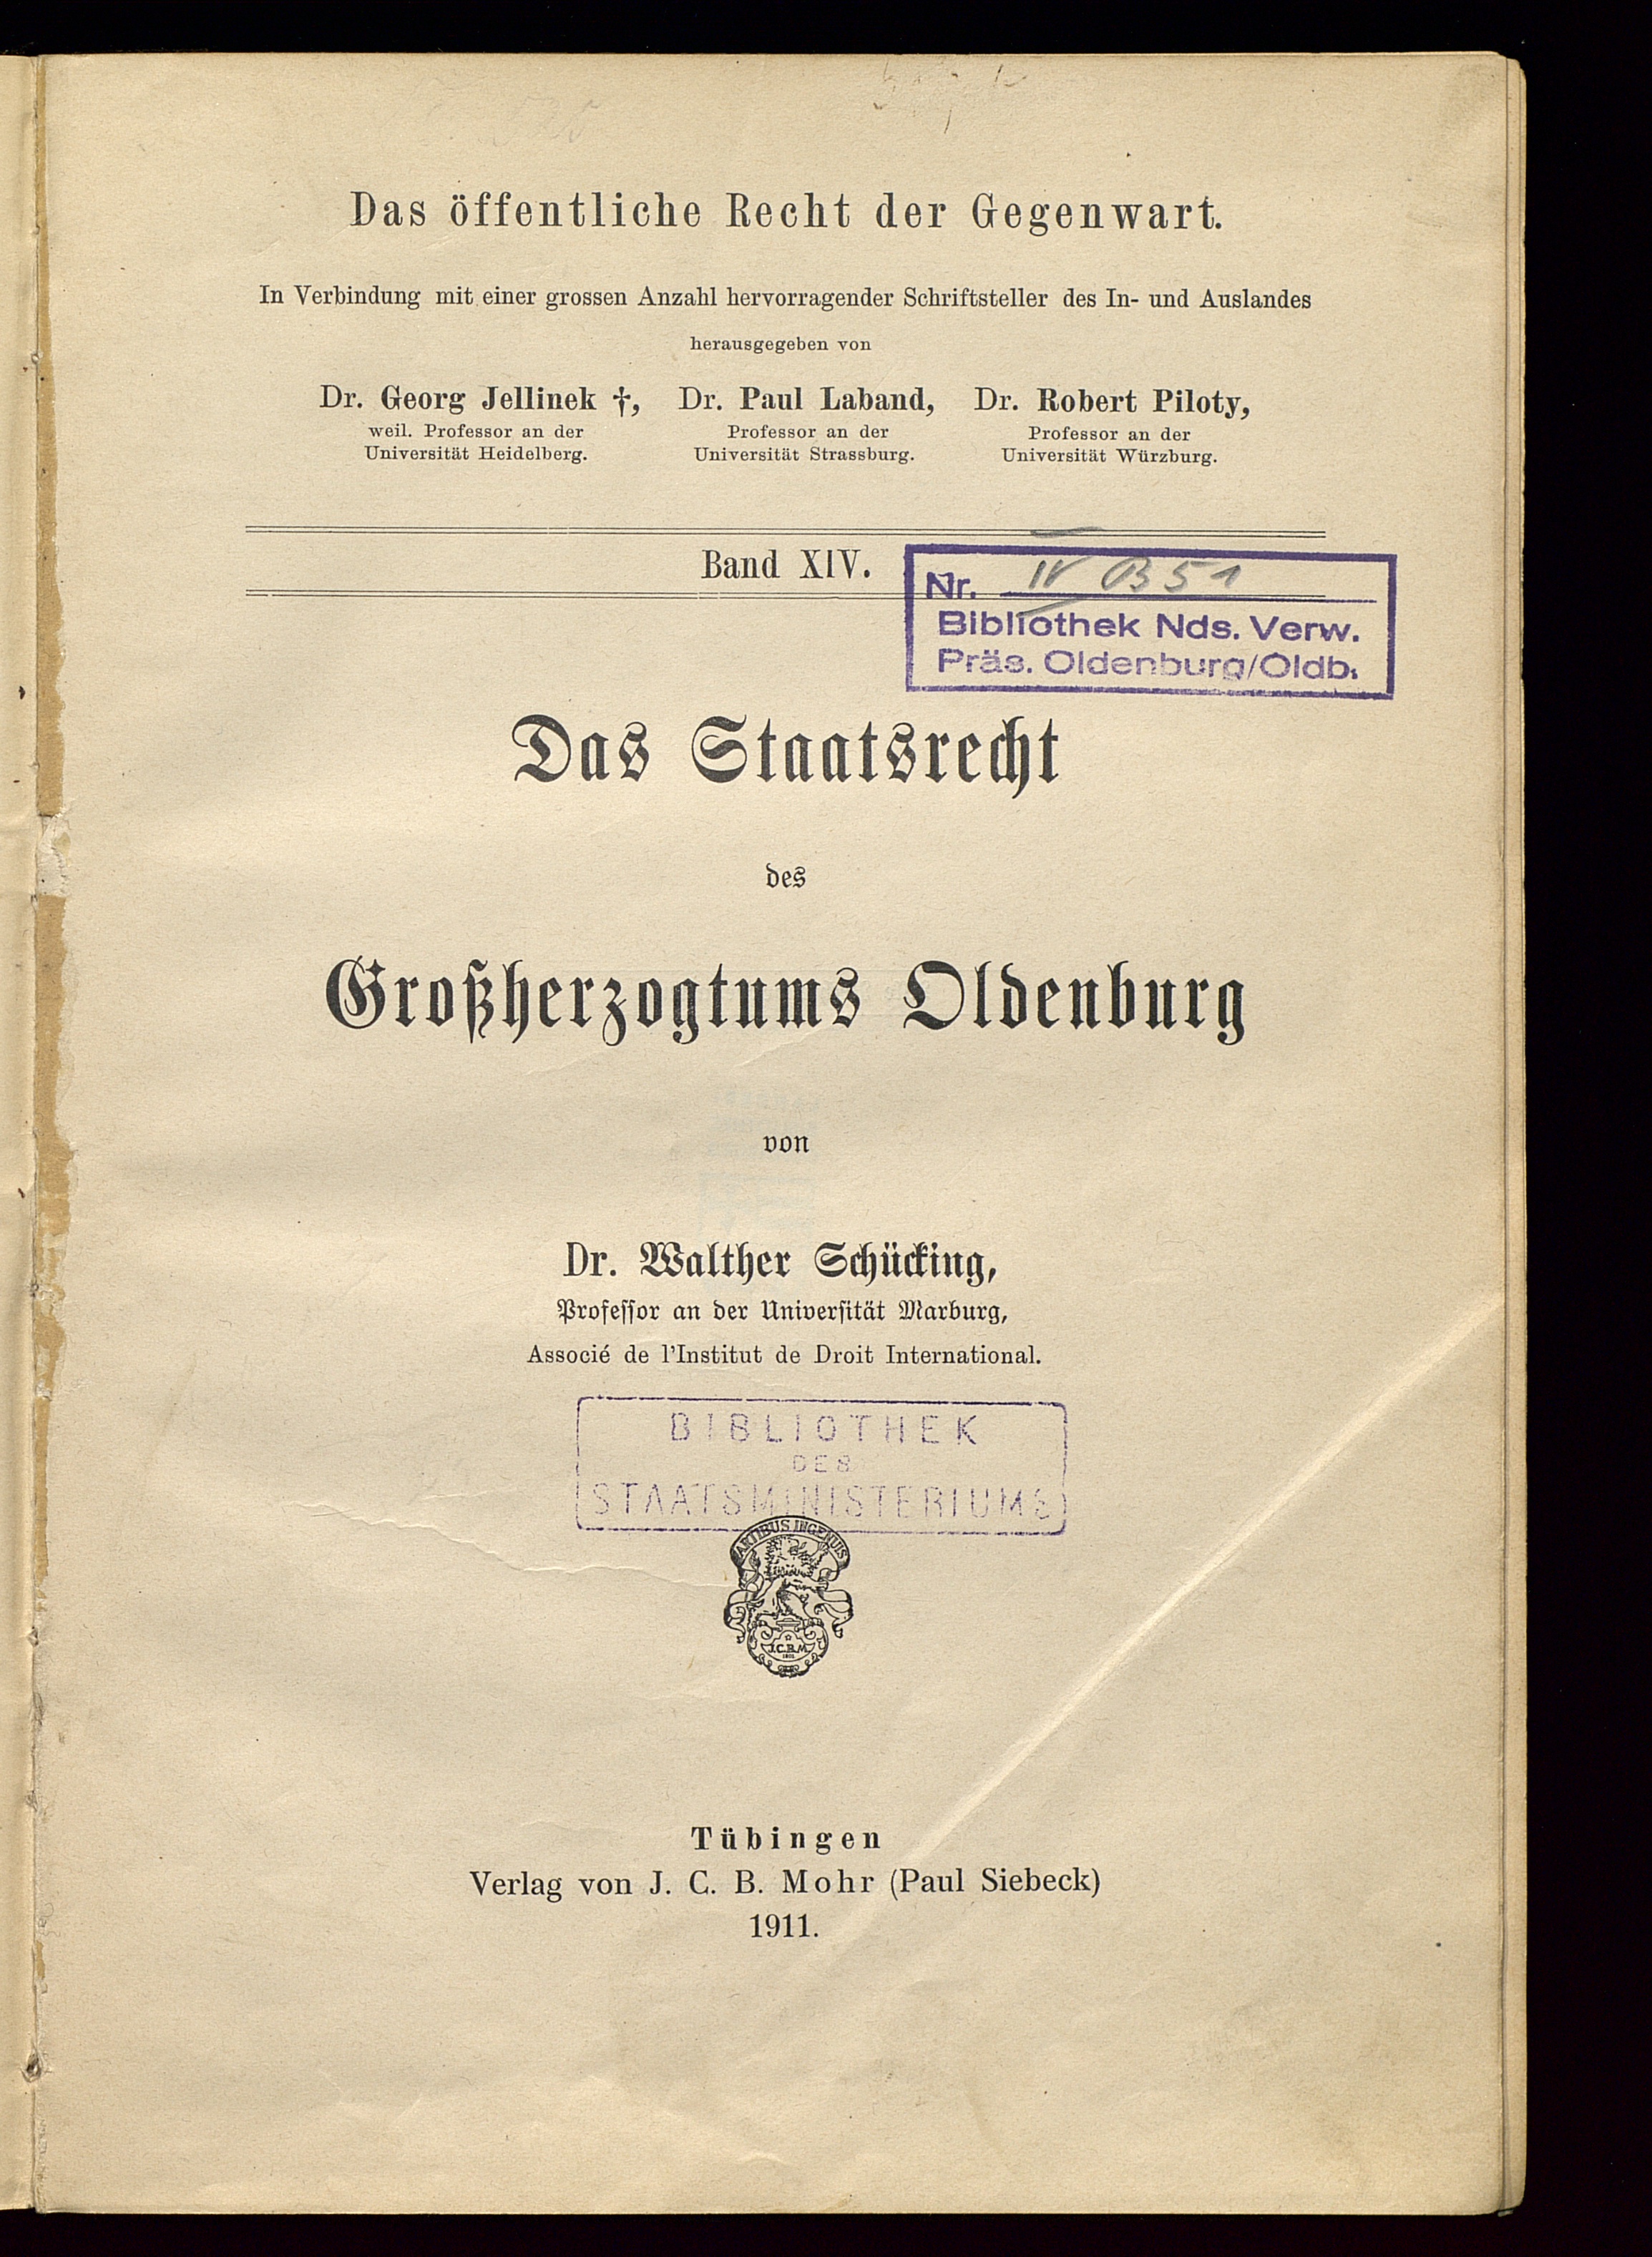 Das öffentliche Recht der Gegenwart.
In Verbindung mit einer grossen Anzahl hervorragender Schriftsteller des In- und Auslandes
herausgegeben von
Dr. Georg Jellinek †, Dr. Paul Laband, Dr. Robert Piloty,
weil. Professor an der Professor an der Professor an der
Universität Heidelberg. Universität Strassburg. Universität Würzburg.
Band XIV.
Nr. IV B 51
Bibliothek Nds. Verw.
Präs. Oldenburg/Oldb.
Das Staatsrecht
des
Großherzogtums Oldenburg
von
Dr. Walther Schücking,
Professor an der Universität Marburg,
Associé de l'Institut de Droit International.
BIBLIOTHEK
DES
STAATSMINISTERIUMS
ARTIBUS INGENUIS
J.C.B.M
Tübingen
Verlag von J. C. B. Mohr (Paul Siebeck)
1911.